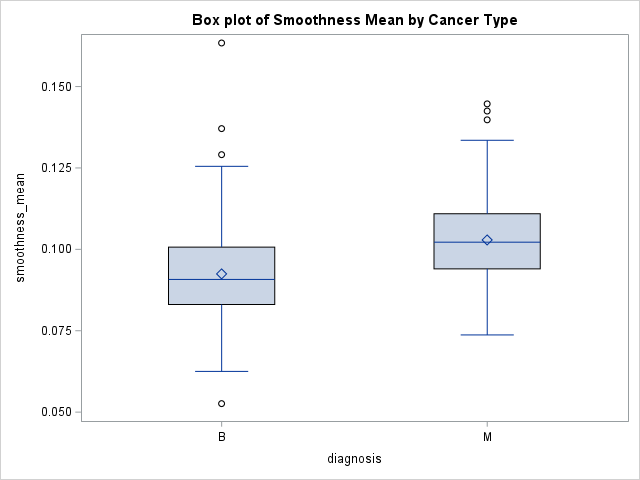 Box plot of Smoothness Mean by Cancer Type
0.150
0.125
0.100
0.075
0.050
smoothness_mean
B
M
diagnosis